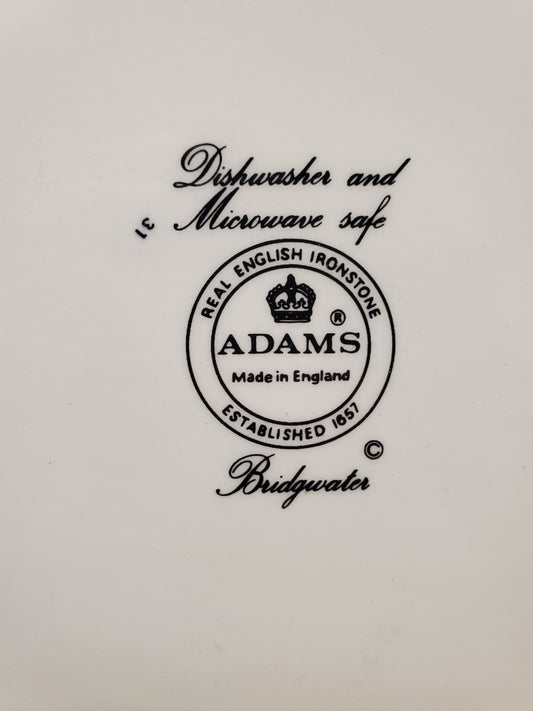 Dishwasher and
Microwave safe
31
REAL ENGLISH IRONSTONE
ADAMS ®
Made in England
ESTABLISHED 1657
©
Bridgwater